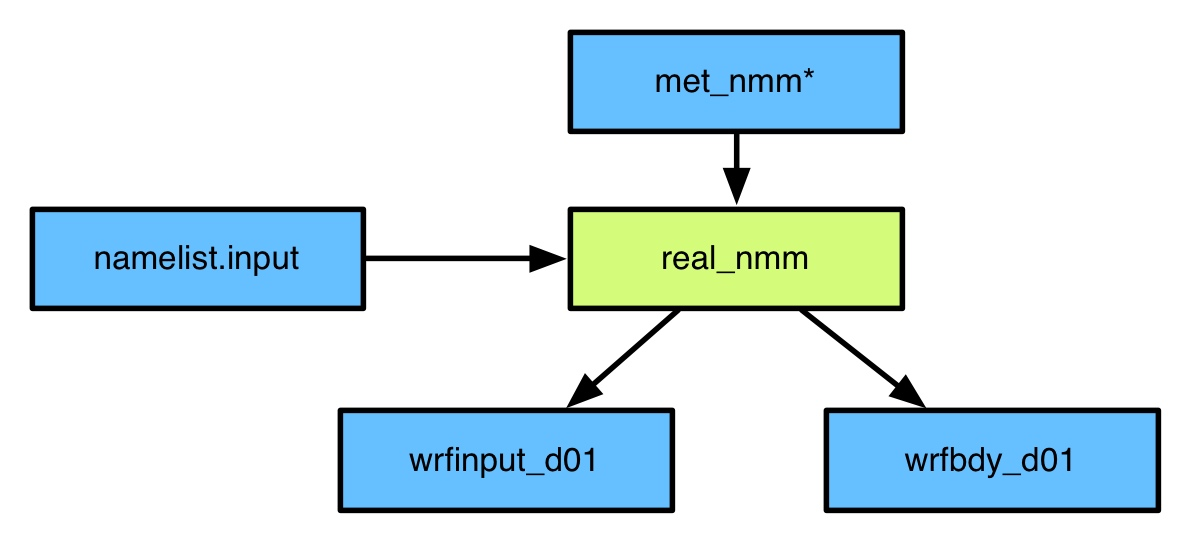 met_nmm*
namelist.input
real_nmm
wrfinput_d01
wrfbdy_d01